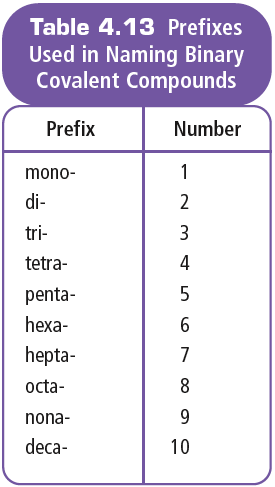 Table 4.13 Prefixes
Used in Naming Binary
Covalent Compounds
Prefix Number
mono- 1
di- 2
tri- 3
tetra- 4
penta- 5
hexa- 6
hepta- 7
octa- 8
nona- 9
deca- 10